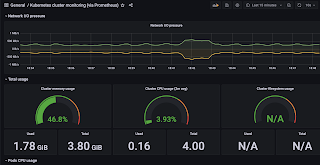 General / Kubernetes cluster monitoring (via Prometheus)
Last 15 minutes
10s
Network I/O pressure
Network I/O pressure
Total usage
Cluster memory usage
Cluster CPU usage (1m avg)
Cluster filesystem usage
46.8%
3.93%
N/A
Used
Total
Used
Total
Used
Total
1.78 GiB
3.80 GiB
0.16
4.00
N/A
N/A
Pods CPU usage